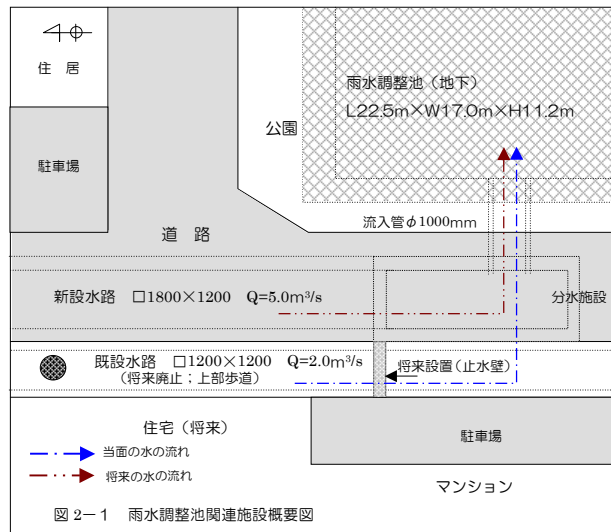 住　居
雨水調整池（地下）
L22.5m×W17.0m×H11.2m
公園
駐車場
流入管φ1000mm
道　路
新設水路　□1800×1200　Q=5.0m³/s
分水施設
既設水路　□1200×1200　Q=2.0m³/s
（将来廃止；上部歩道）
将来設置（止水壁）
住宅（将来）
当面の水の流れ
将来の水の流れ
駐車場
マンション
図 2－1　雨水調整池関連施設概要図